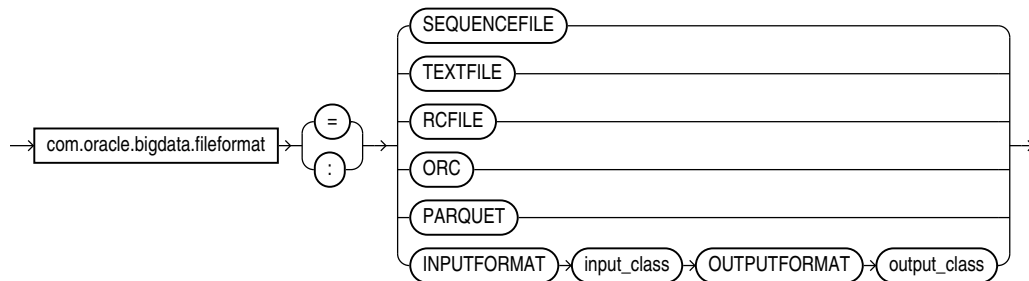 SEQUENCEFILE
TEXTFILE
RCFILE
com.oracle.bigdata.fileformat = :
ORC
PARQUET
INPUTFORMAT input_class OUTPUTFORMAT output_class